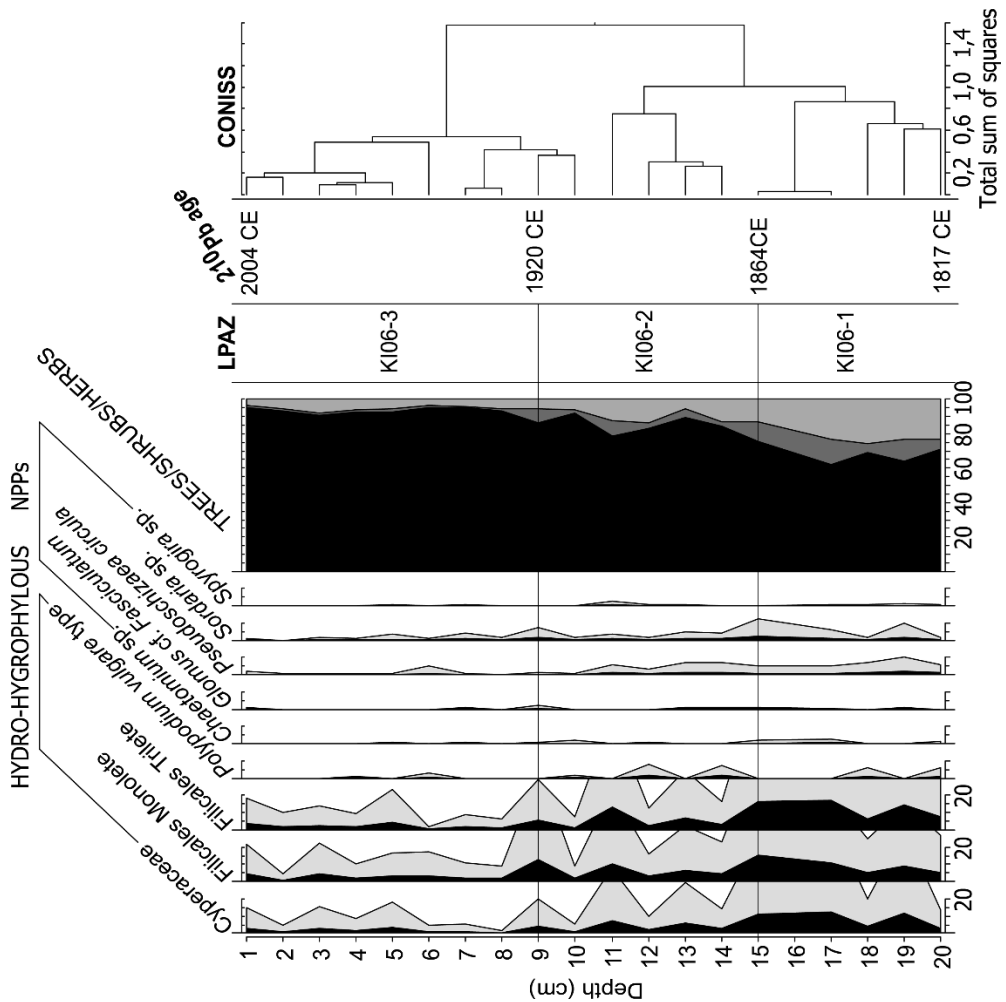 HYDRO-HYGROPHYLOUS NPPs
Cyperaceae
Filicales Monolete
Filicales Trilete
Polypodium vulgare type
Chaetomium sp.
Glomus cf. Fasciculatum
Pseudoschizaea circula
Sordaria sp.
Spyrogira sp.
TREES/SHRUBS/HERBS
LPAZ
210Pb age
CONISS
Depth (cm)
1
2
3
4
5
6
7
8
9
10
11
12
13
14
15
16
17
18
19
20
20
20
20
20 40 60 80 100
KI06-3
KI06-2
KI06-1
2004 CE
1920 CE
1864CE
1817 CE
0,2 0,6 1,0 1,4
Total sum of squares